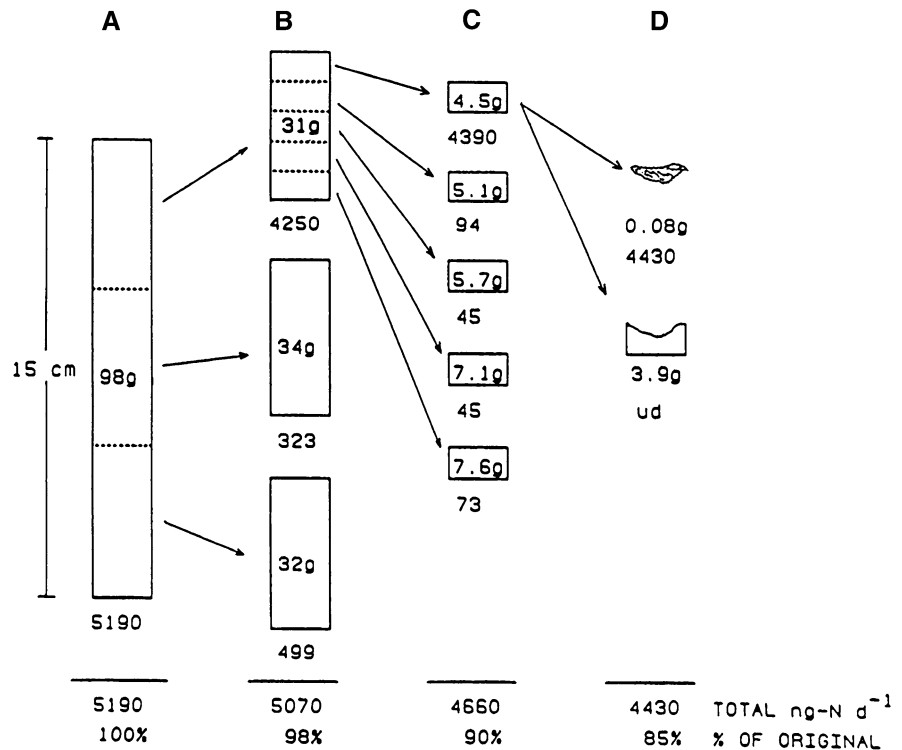 A B C D
15 cm
98g
5190
31g
4250
34g
323
32g
499
4.5g
4390
5.1g
94
5.7g
45
7.1g
45
7.6g
73
0.08g
4430
3.9g
ud
5190 5070 4660 4430 TOTAL ng-N d⁻¹
100% 98% 90% 85% % OF ORIGINAL